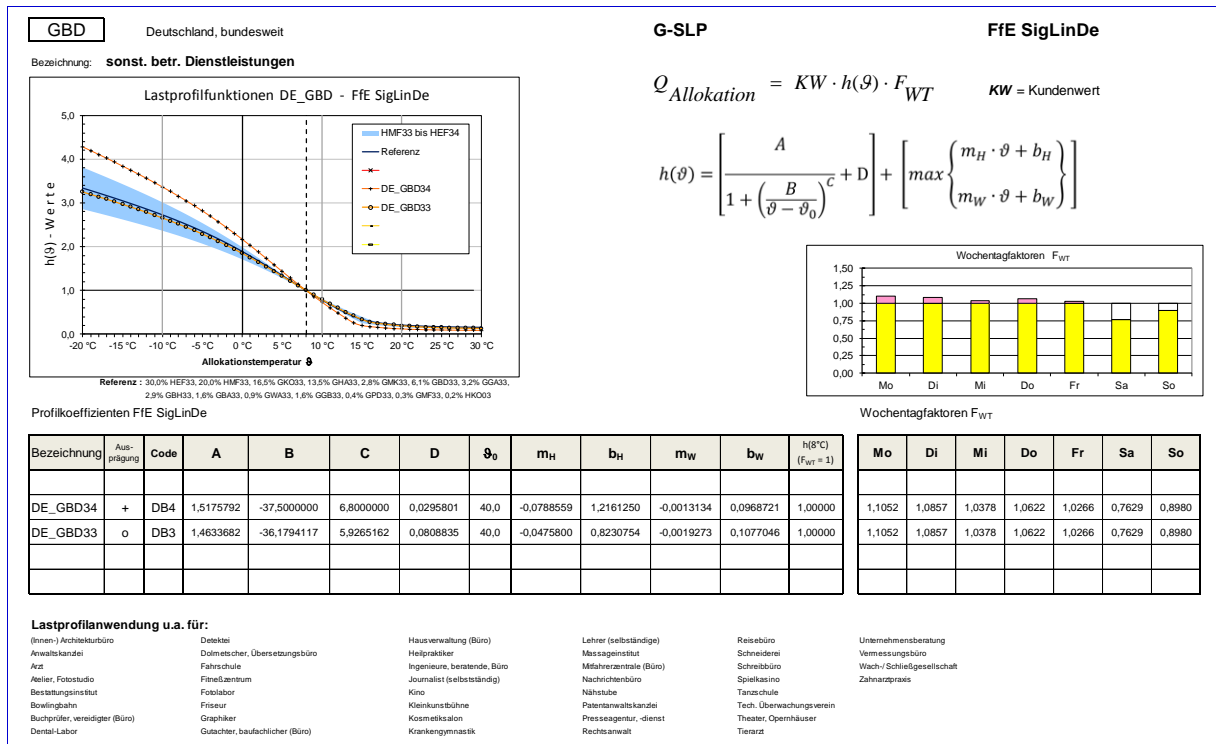 GBD
Deutschland, bundesweit
G-SLP
FfE SigLinDe
Bezeichnung: sonst. betr. Dienstleistungen
Lastprofilfunktionen DE_GBD - FfE SigLinDe
h(ϑ) - Werte
5,0
4,0
3,0
2,0
1,0
0,0
-20 °C -15 °C -10 °C -5 °C 0 °C 5 °C 10 °C 15 °C 20 °C 25 °C 30 °C
Allokationstemperatur ϑ
HMF33 bis HEF34
Referenz
DE_GBD34
DE_GBD33
Referenz : 30,0% HEF33, 20,0% HMF33, 16,5% GKO33, 13,5% GHA33, 2,8% GMK33, 6,1% GBD33, 3,2% GGA33,
2,9% GBH33, 1,6% GBA33, 0,9% GWA33, 1,6% GGB33, 0,4% GPD33, 0,3% GMF33, 0,2% HKO03
Q Allokation = KW · h(ϑ) · F WT
KW = Kundenwert
h(ϑ) = [ A / (1 + (B / (ϑ − ϑ0))^C) + D ] + [ max { mH · ϑ + bH ; mW · ϑ + bW } ]
Wochentagfaktoren FWT
1,50
1,25
1,00
0,75
0,50
0,25
0,00
Mo Di Mi Do Fr Sa So
Profilkoeffizienten FfE SigLinDe
Wochentagfaktoren FWT
Bezeichnung Aus-prägung Code A B C D ϑ0 mH bH mW bW h(8°C) (FWT = 1) Mo Di Mi Do Fr Sa So
DE_GBD34 + DB4 1,5175792 -37,5000000 6,8000000 0,0295801 40,0 -0,0788559 1,2161250 -0,0013134 0,0968721 1,00000 1,1052 1,0857 1,0378 1,0622 1,0266 0,7629 0,8980
DE_GBD33 o DB3 1,4633682 -36,1794117 5,9265162 0,0808835 40,0 -0,0475800 0,8230754 -0,0019273 0,1077046 1,00000 1,1052 1,0857 1,0378 1,0622 1,0266 0,7629 0,8980
Lastprofilanwendung u.a. für:
(Innen-) Architekturbüro
Anwaltskanzlei
Arzt
Atelier, Fotostudio
Bestattungsinstitut
Bowlingbahn
Buchprüfer, vereidigter (Büro)
Dental-Labor
Detektei
Dolmetscher, Übersetzungsbüro
Fahrschule
Fitneßzentrum
Fotolabor
Friseur
Graphiker
Gutachter, baufachlicher (Büro)
Hausverwaltung (Büro)
Heilpraktiker
Ingenieure, beratende, Büro
Journalist (selbstständig)
Kino
Kleinkunstbühne
Kosmetiksalon
Krankengymnastik
Lehrer (selbständige)
Massageinstitut
Mitfahrerzentrale (Büro)
Nachrichtenbüro
Nähstube
Patentanwaltskanzlei
Presseagentur, -dienst
Rechtsanwalt
Reisebüro
Schneiderei
Schreibbüro
Spielkasino
Tanzschule
Tech. Überwachungsverein
Theater, Opernhäuser
Tierarzt
Unternehmensberatung
Vermessungsbüro
Wach-/ Schließgesellschaft
Zahnarztpraxis